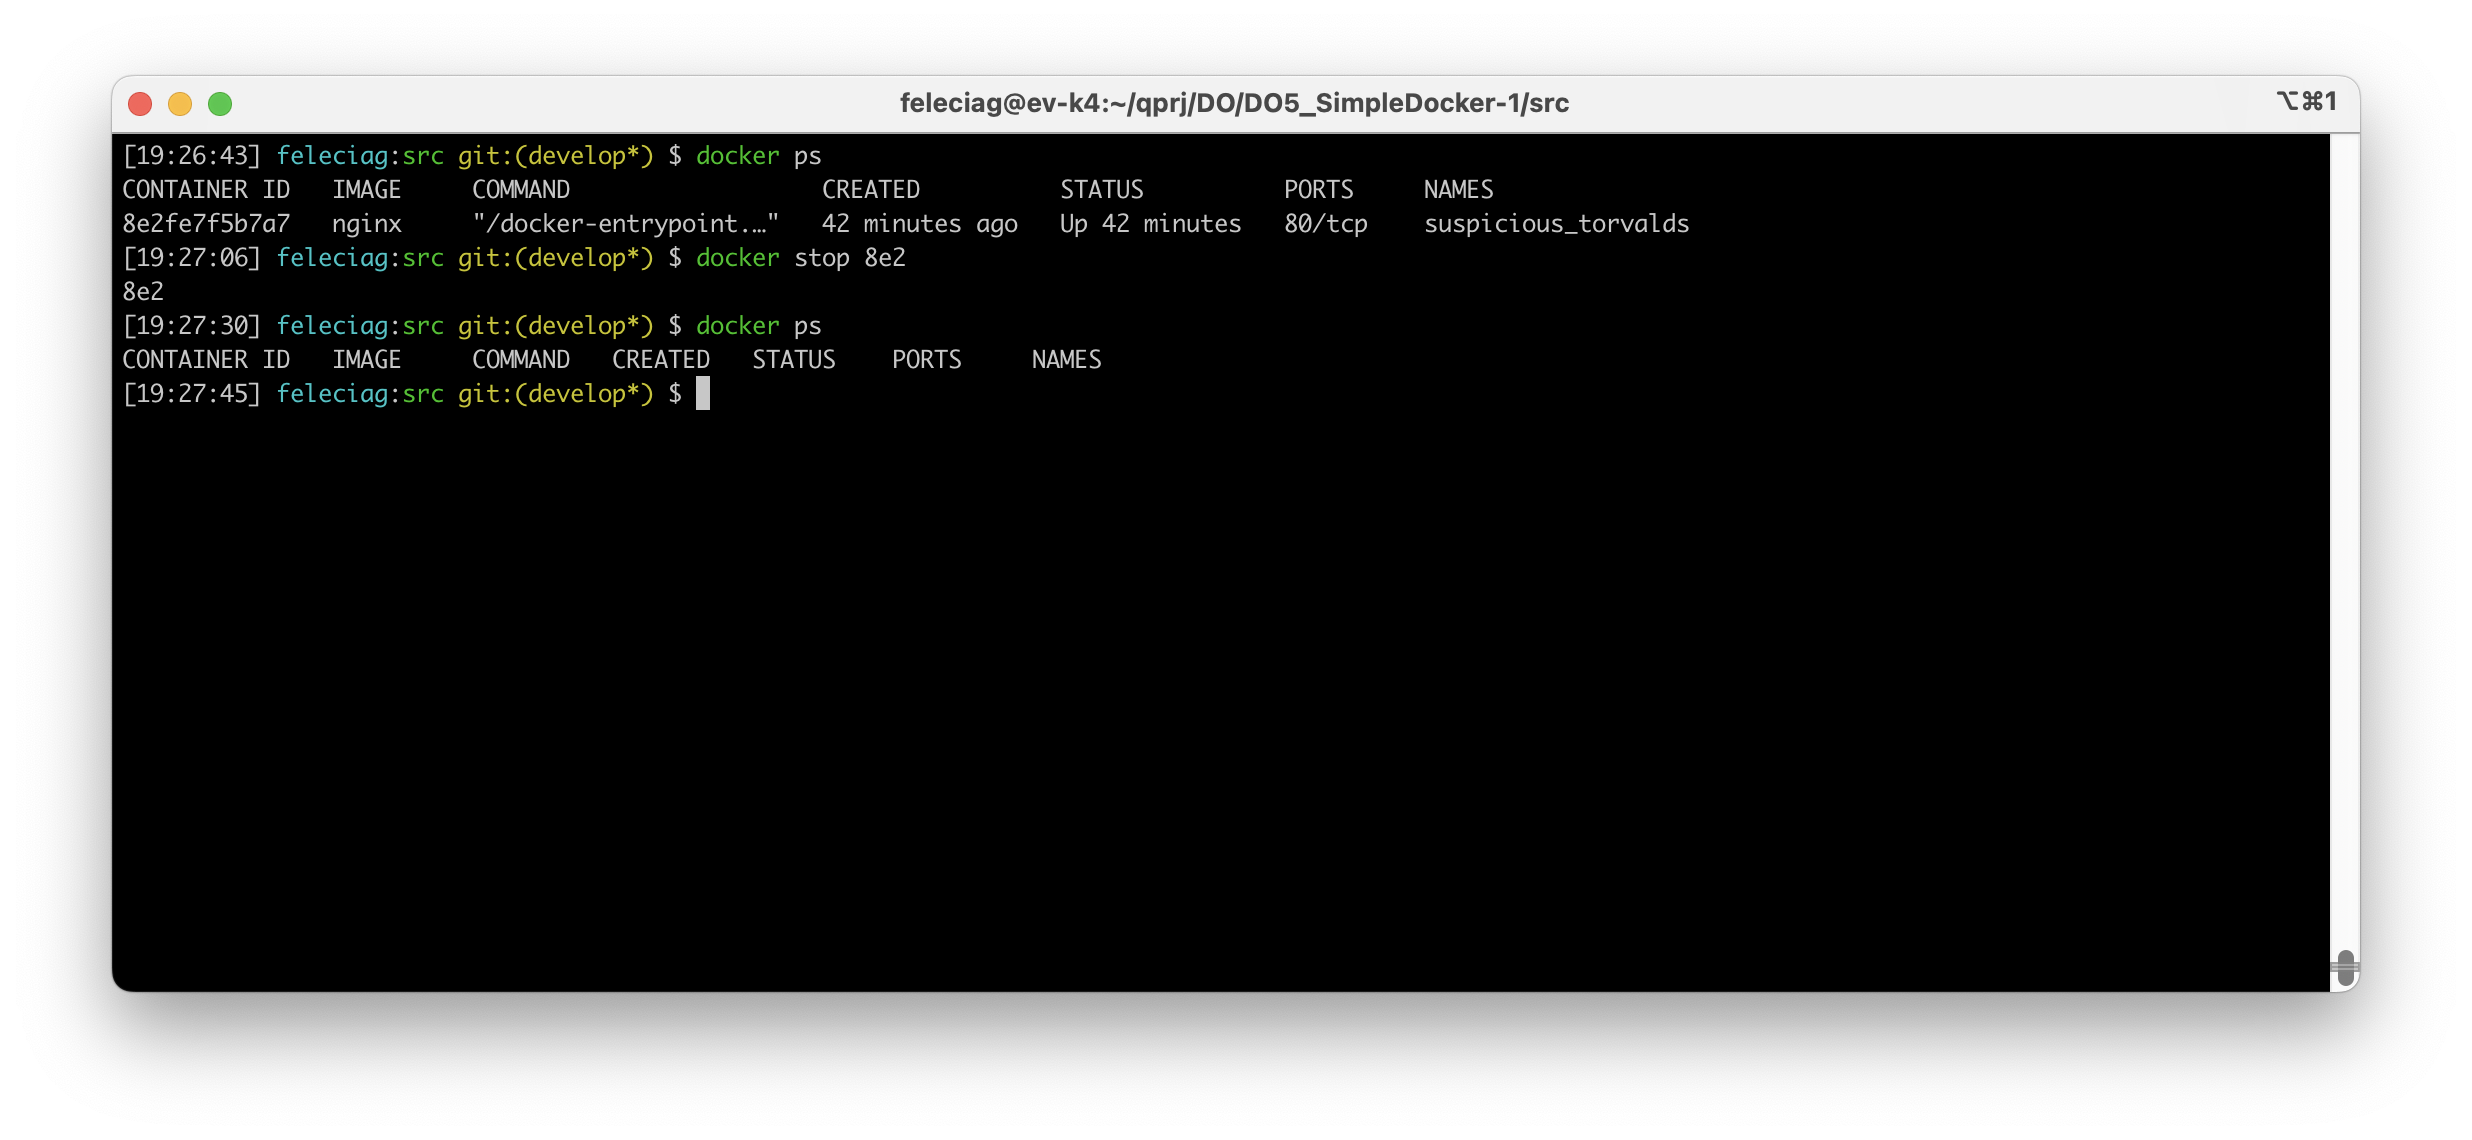 feleciag@ev-k4:~/qprj/DO/DO5_SimpleDocker-1/src ⌥⌘1
[19:26:43] feleciag:src git:(develop*) $ docker ps
CONTAINER ID   IMAGE     COMMAND                  CREATED          STATUS          PORTS     NAMES
8e2fe7f5b7a7   nginx     "/docker-entrypoint.…"   42 minutes ago   Up 42 minutes   80/tcp    suspicious_torvalds
[19:27:06] feleciag:src git:(develop*) $ docker stop 8e2
8e2
[19:27:30] feleciag:src git:(develop*) $ docker ps
CONTAINER ID   IMAGE     COMMAND   CREATED   STATUS    PORTS     NAMES
[19:27:45] feleciag:src git:(develop*) $